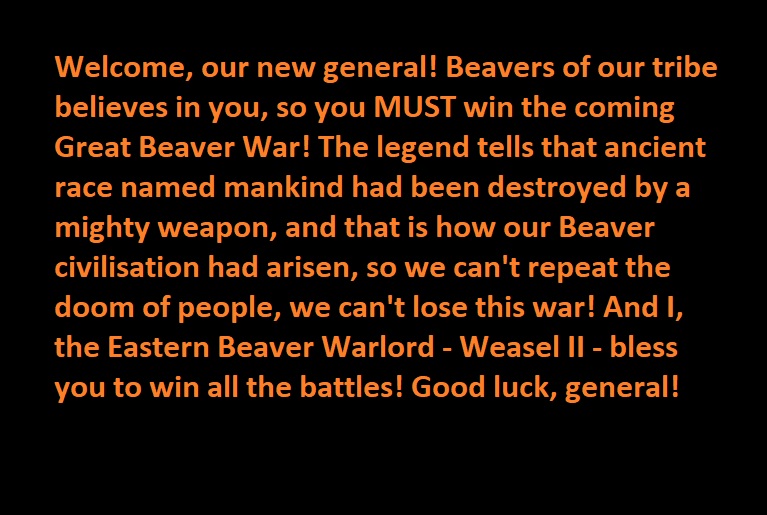 Welcome, our new general! Beavers of our tribe
believes in you, so you MUST win the coming
Great Beaver War! The legend tells that ancient
race named mankind had been destroyed by a
mighty weapon, and that is how our Beaver
civilisation had arisen, so we can't repeat the
doom of people, we can't lose this war! And I,
the Eastern Beaver Warlord - Weasel II - bless
you to win all the battles! Good luck, general!